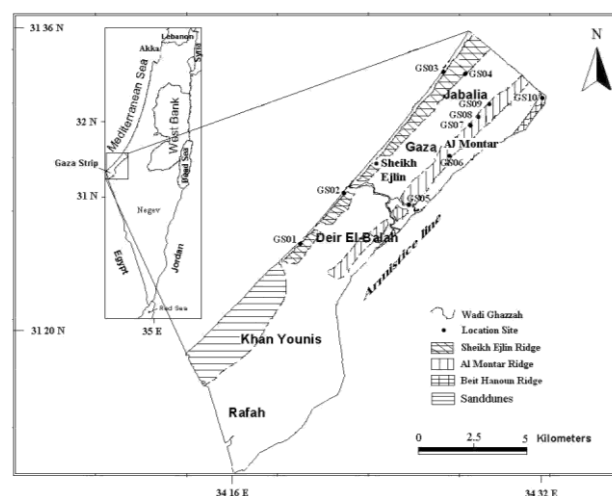 31 36 N
Lebanon
Akka
Syria
Mediterranean Sea
32 N
West Bank
Gaza Strip
Dead Sea
31 N
Negev
Egypt
Jordan
Red Sea
35 E
N
GS03
GS04
Jabalia
GS09
GS10
GS08
GS07
Gaza
Al Montar
GS06
Sheikh
Ejlin
GS02
GS05
GS01
Deir El-Balah
Armistice line
31 20 N
Khan Younis
Rafah
Wadi Ghazzah
Location Site
Sheikh Ejlin Ridge
Al Montar Ridge
Beit Hanoun Ridge
Sanddunes
0 2.5 5 Kilometers
34 16 E
34 32 E